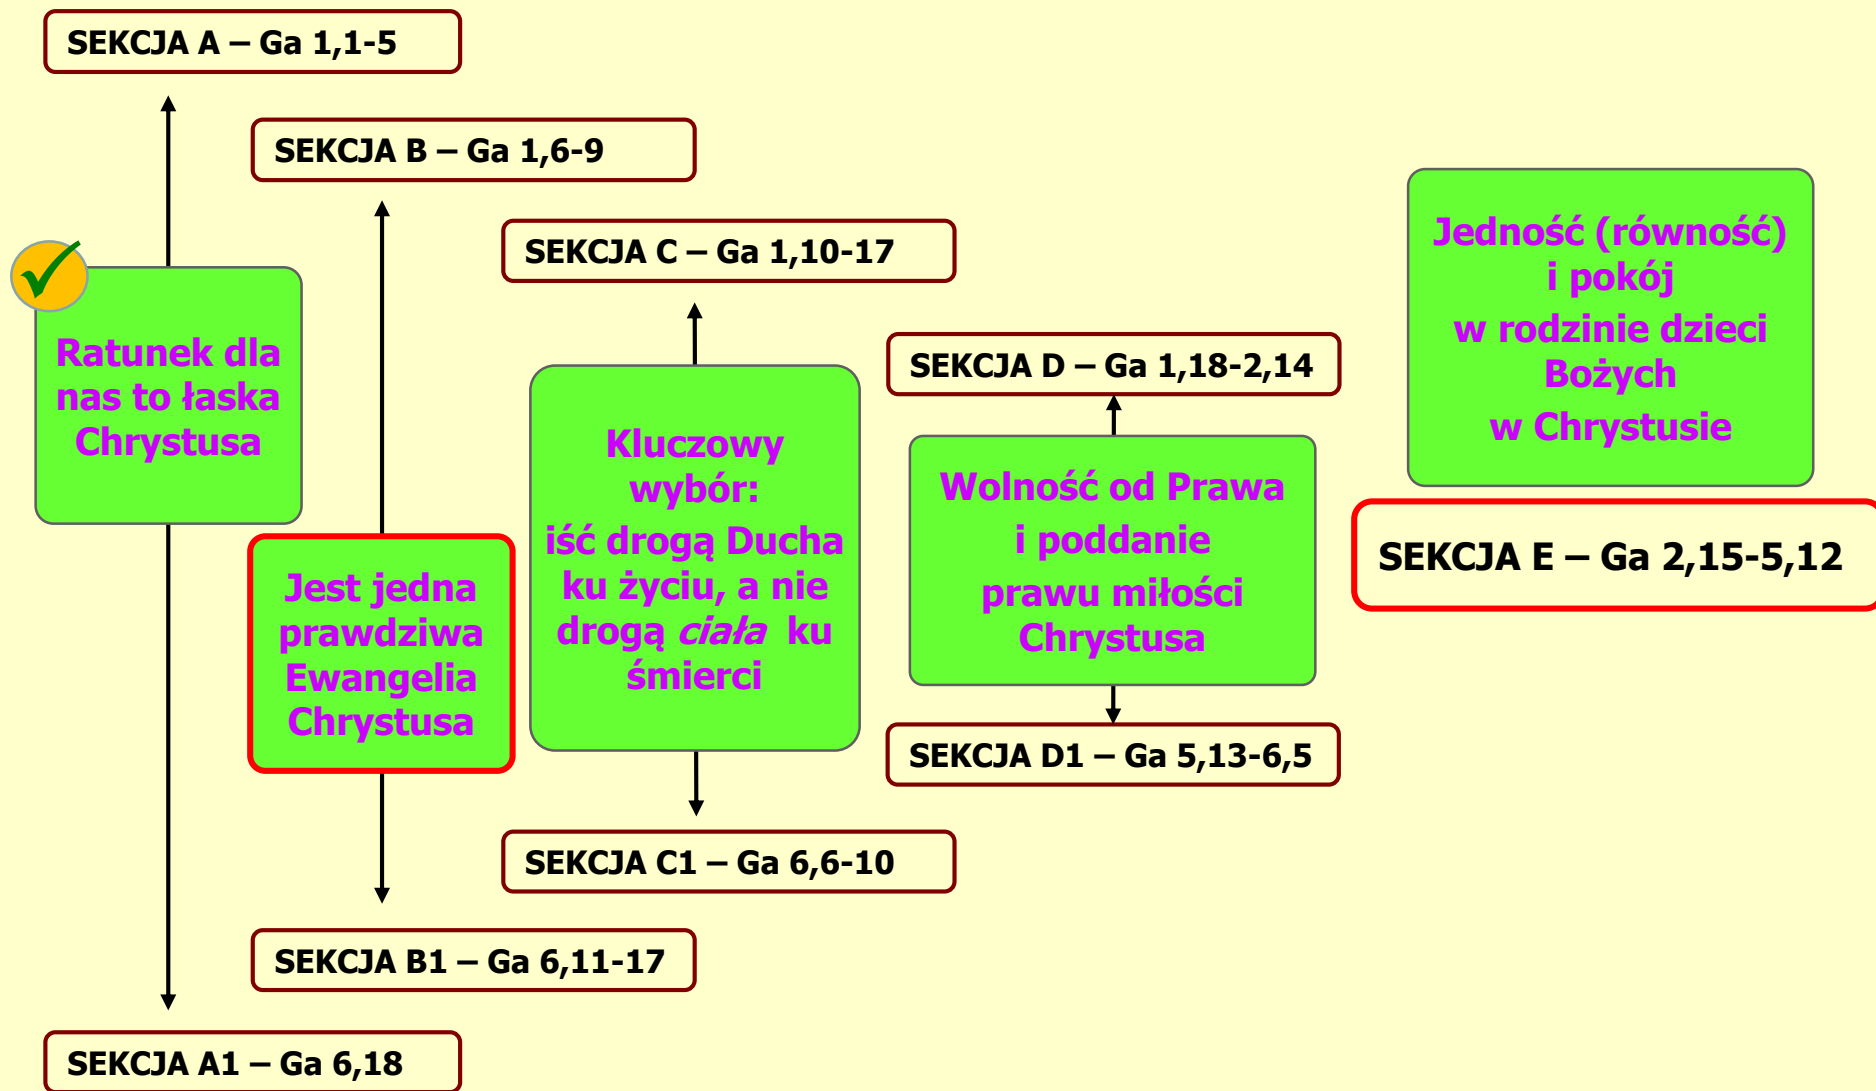 SEKCJA A – Ga 1,1-5
SEKCJA B – Ga 1,6-9
SEKCJA C – Ga 1,10-17
SEKCJA D – Ga 1,18-2,14
Ratunek dla
nas to łaska
Chrystusa
Jest jedna
prawdziwa
Ewangelia
Chrystusa
Kluczowy
wybór:
iść drogą Ducha
ku życiu, a nie
drogą ciała ku
śmierci
Wolność od Prawa
i poddanie
prawu miłości
Chrystusa
Jedność (równość)
i pokój
w rodzinie dzieci
Bożych
w Chrystusie
SEKCJA E – Ga 2,15-5,12
SEKCJA D1 – Ga 5,13-6,5
SEKCJA C1 – Ga 6,6-10
SEKCJA B1 – Ga 6,11-17
SEKCJA A1 – Ga 6,18